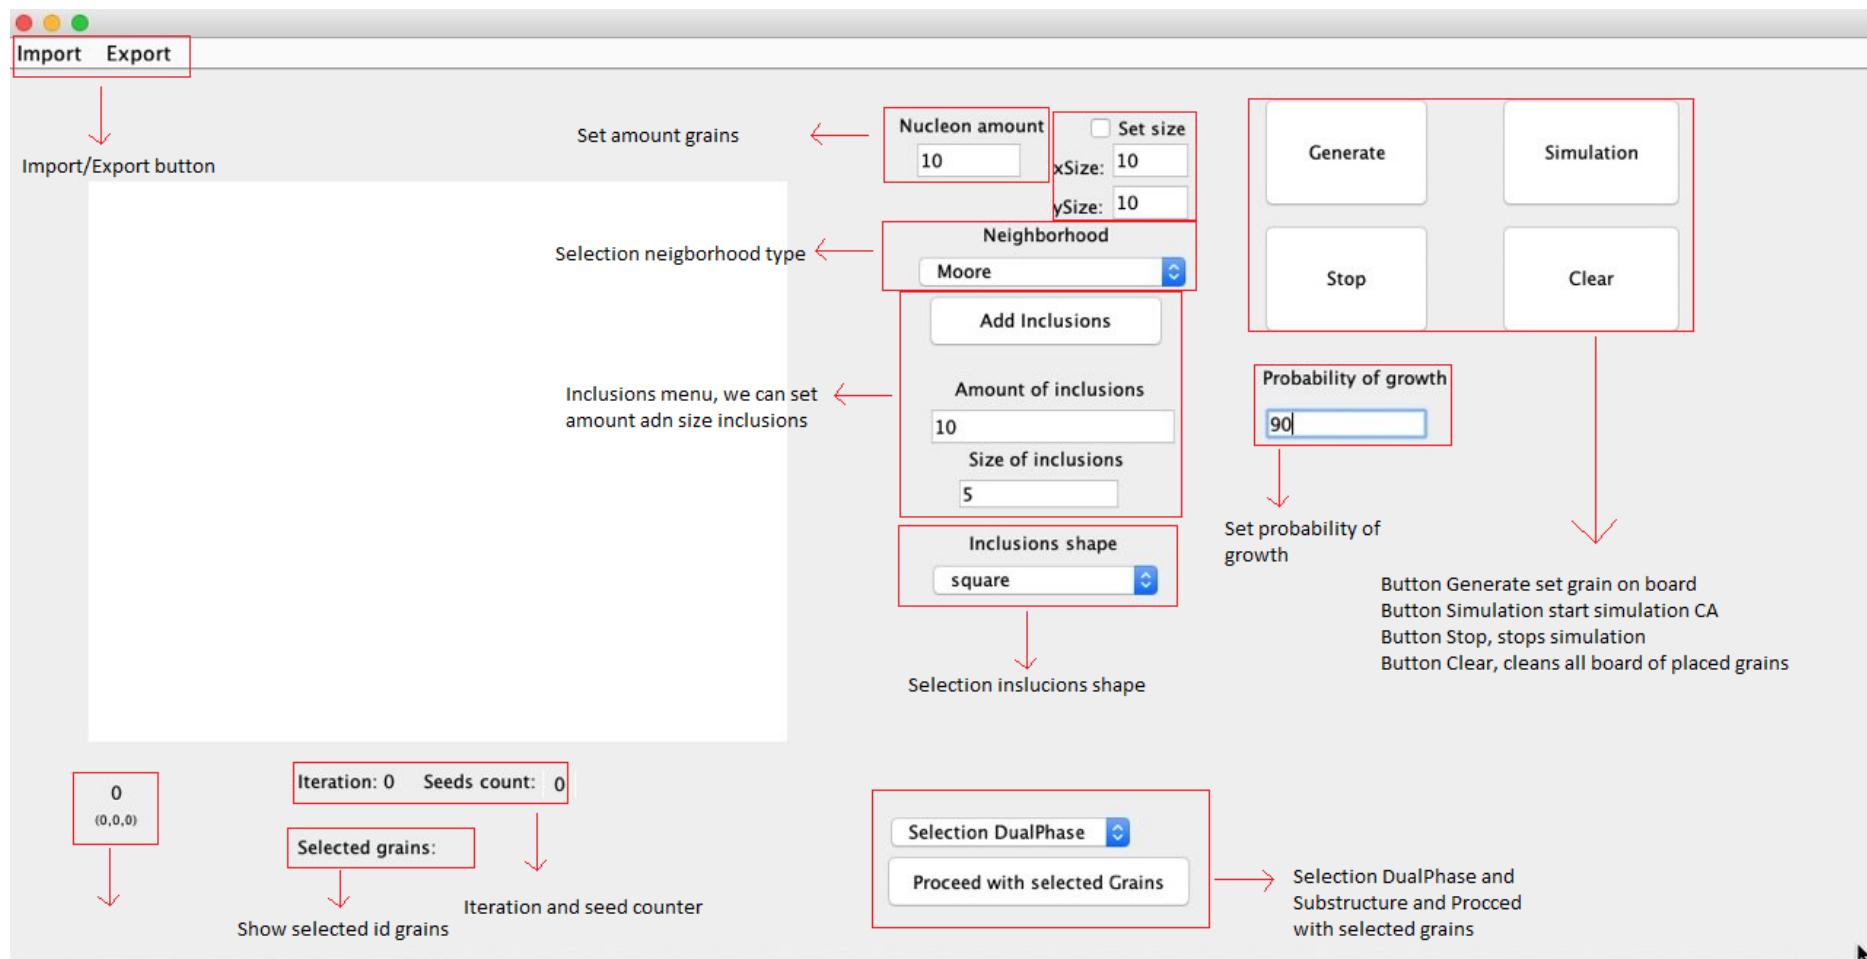 Import Export
Import/Export button
Set amount grains
Nucleon amount
10
Set size
xSize: 10
ySize: 10
Generate
Simulation
Stop
Clear
Selection neigborhood type
Neighborhood
Moore
Add Inclusions
Inclusions menu, we can set
amount adn size inclusions
Amount of inclusions
10
Size of inclusions
5
Probability of growth
90
Set probability of
growth
Inclusions shape
square
Selection inslucions shape
Button Generate set grain on board
Button Simulation start simulation CA
Button Stop, stops simulation
Button Clear, cleans all board of placed grains
0
(0,0,0)
Iteration: 0 Seeds count: 0
Selected grains:
Show selected id grains
Iteration and seed counter
Selection DualPhase
Proceed with selected Grains
Selection DualPhase and
Substructure and Procced
with selected grains